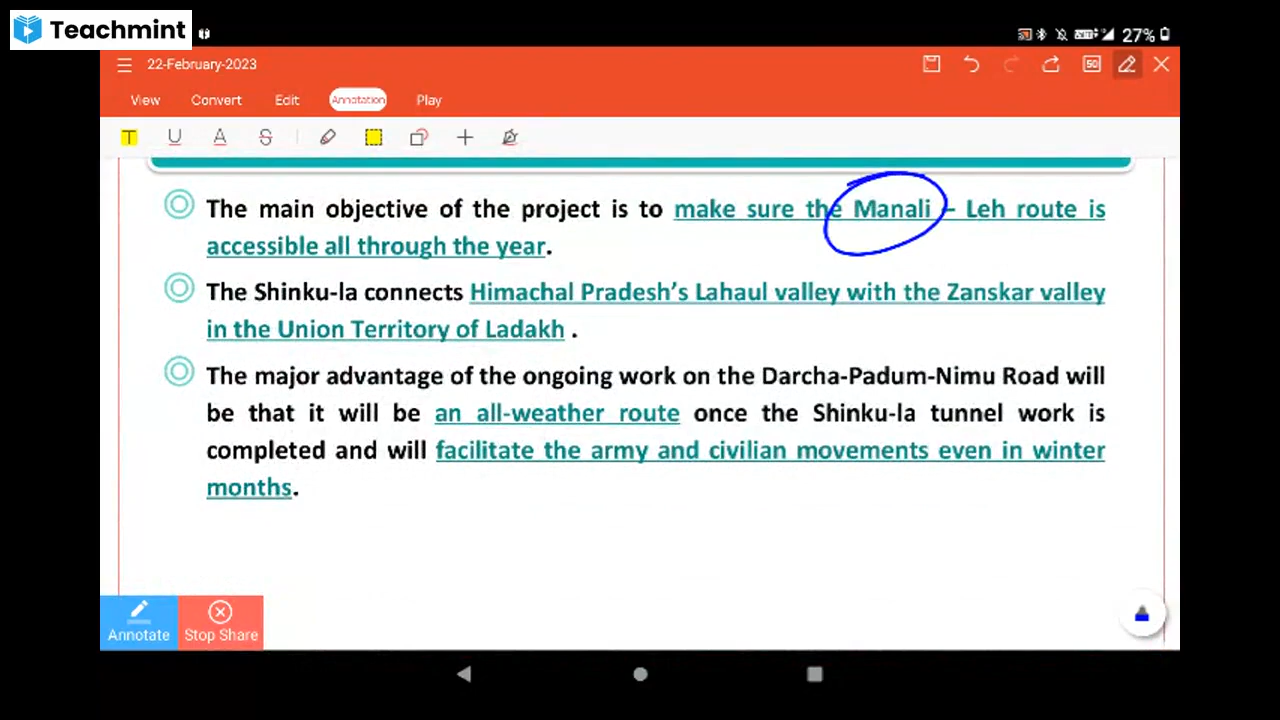 Teachmint
27%
22-February-2023
50
View Convert Edit Annotation Play
T U A S
The main objective of the project is to make sure the Manali – Leh route is
accessible all through the year.
The Shinku-la connects Himachal Pradesh’s Lahaul valley with the Zanskar valley
in the Union Territory of Ladakh .
The major advantage of the ongoing work on the Darcha-Padum-Nimu Road will
be that it will be an all-weather route once the Shinku-la tunnel work is
completed and will facilitate the army and civilian movements even in winter
months.
Annotate Stop Share